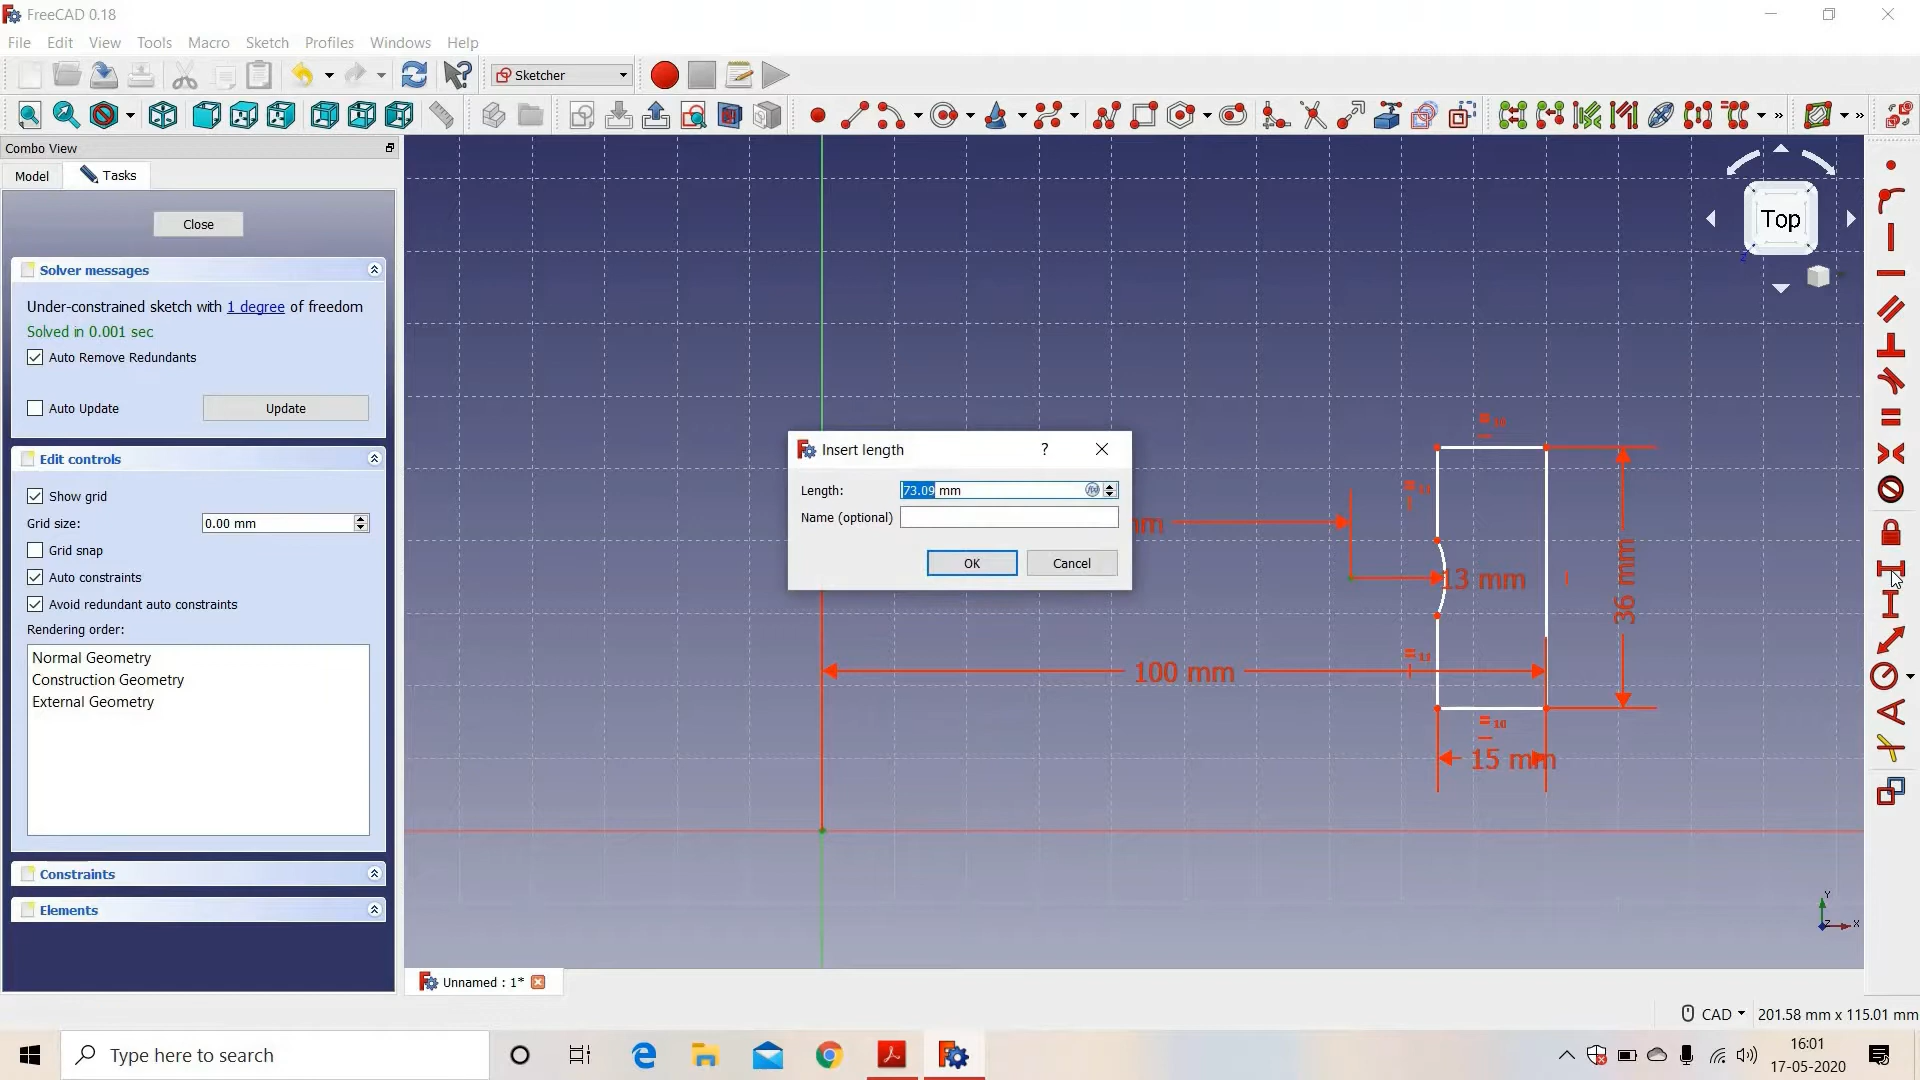 FreeCAD 0.18
File Edit View Tools Macro Sketch Profiles Windows Help
Sketcher
Combo View
Model Tasks
Close
Solver messages
Under-constrained sketch with 1 degree of freedom
Solved in 0.001 sec
Auto Remove Redundants
Auto Update Update
Edit controls
Show grid
Grid size: 0.00 mm
Grid snap
Auto constraints
Avoid redundant auto constraints
Rendering order:
Normal Geometry
Construction Geometry
External Geometry
Constraints
Elements
Top
Z
Insert length ?
Length: 73.09 mm
Name (optional)
OK Cancel
13 mm
36 mm
100 mm
15 mm
Y
Z X
Unnamed : 1*
CAD 201.58 mm x 115.01 mm
Type here to search
16:01
17-05-2020